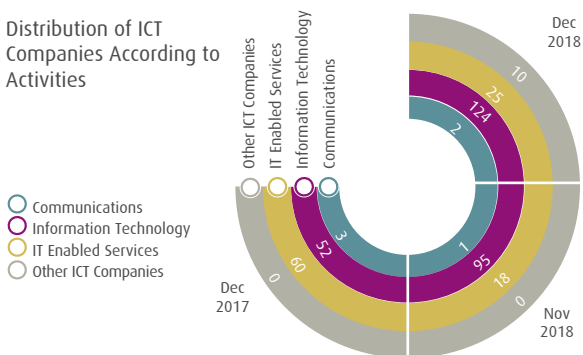 Distribution of ICT
Companies According to
Activities
Other ICT Companies
IT Enabled Services
Information Technology
Communications
Dec
2018
10
25
124
2
Communications
Information Technology
IT Enabled Services
Other ICT Companies
3
52
60
0
1
95
18
0
Dec
2017
Nov
2018